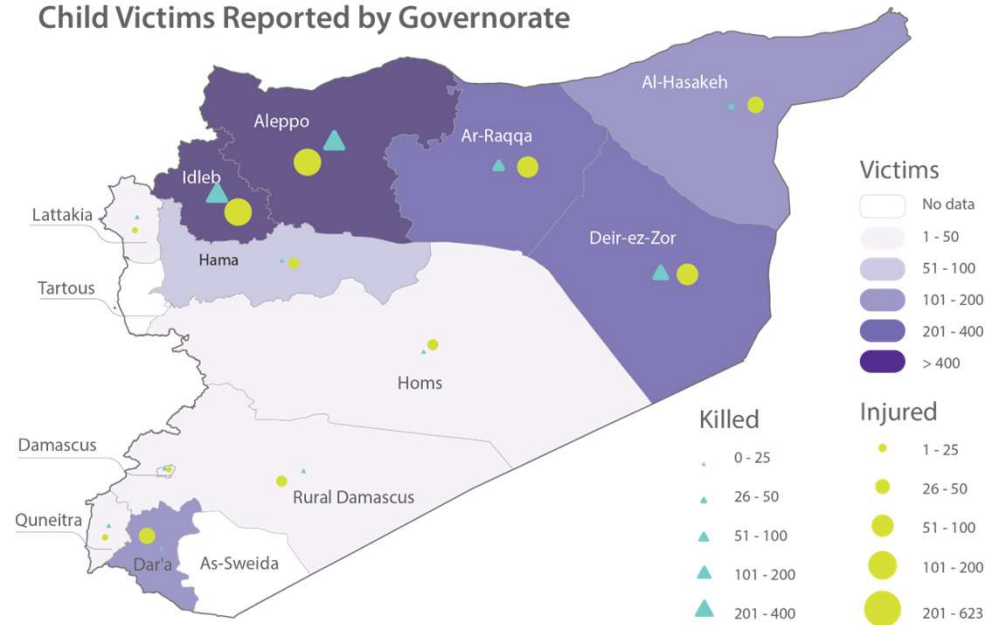 Child Victims Reported by Governorate
Al-Hasakeh
Aleppo
Ar-Raqqa
Idleb
Lattakia
Deir-ez-Zor
Hama
Tartous
Homs
Damascus
Rural Damascus
Quneitra
Dar'a
As-Sweida
Victims
No data
1 - 50
51 - 100
101 - 200
201 - 400
> 400
Killed
0 - 25
26 - 50
51 - 100
101 - 200
201 - 400
Injured
1 - 25
26 - 50
51 - 100
101 - 200
201 - 623